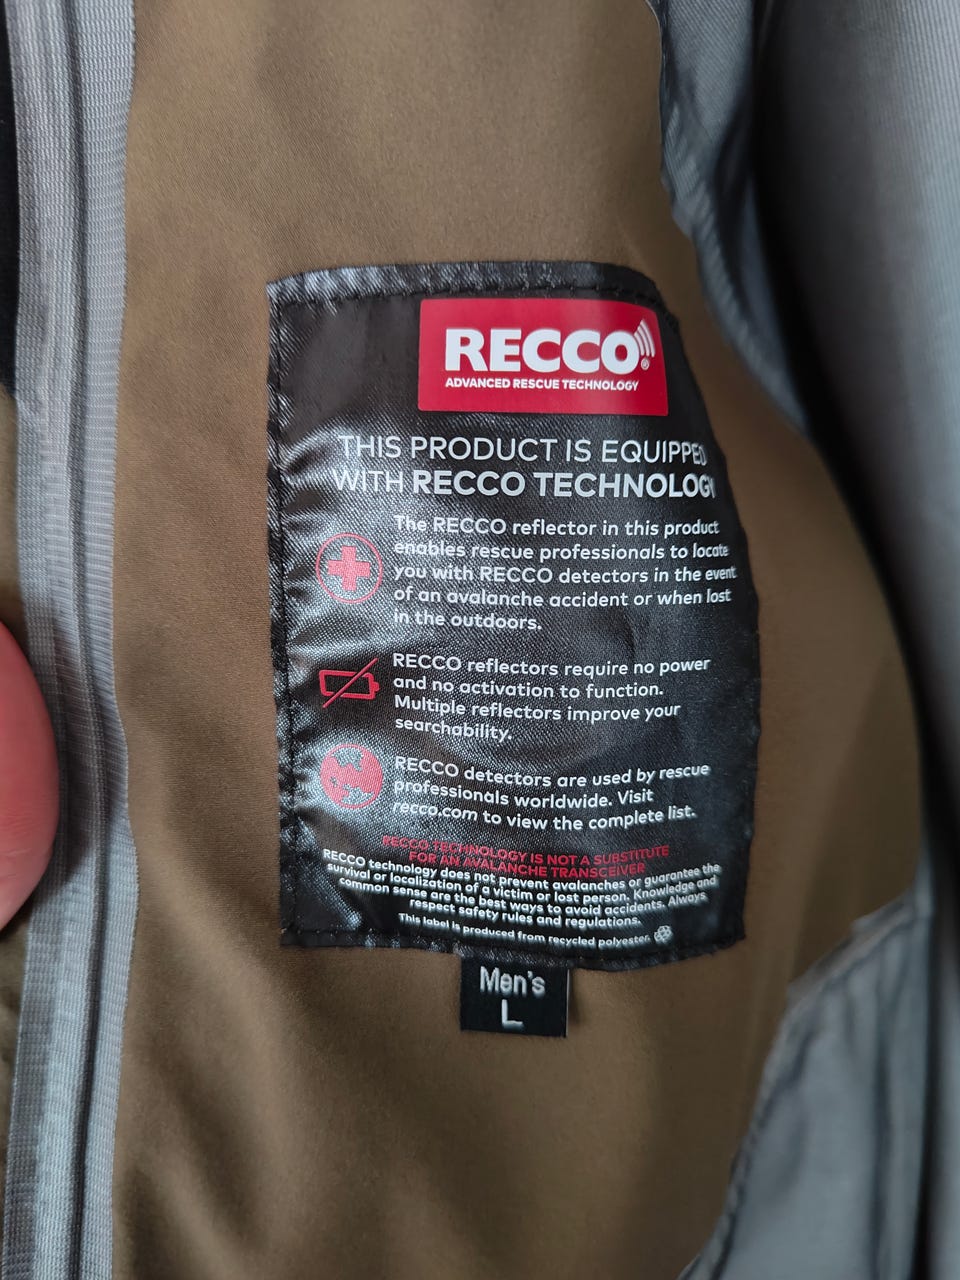 RECCO®
ADVANCED RESCUE TECHNOLOGY
THIS PRODUCT IS EQUIPPED
WITH RECCO TECHNOLOGY
The RECCO reflector in this product
enables rescue professionals to locate
you with RECCO detectors in the event
of an avalanche accident or when lost
in the outdoors.
RECCO reflectors require no power
and no activation to function.
Multiple reflectors improve your
searchability.
RECCO detectors are used by rescue
professionals worldwide. Visit
recco.com to view the complete list.
RECCO TECHNOLOGY IS NOT A SUBSTITUTE
FOR AN AVALANCHE TRANSCEIVER
RECCO technology does not prevent avalanches or guarantee the
survival or localization of a victim or lost person. Knowledge and
common sense are the best ways to avoid accidents. Always
respect safety rules and regulations.
This label is produced from recycled polyester.
Men's
L